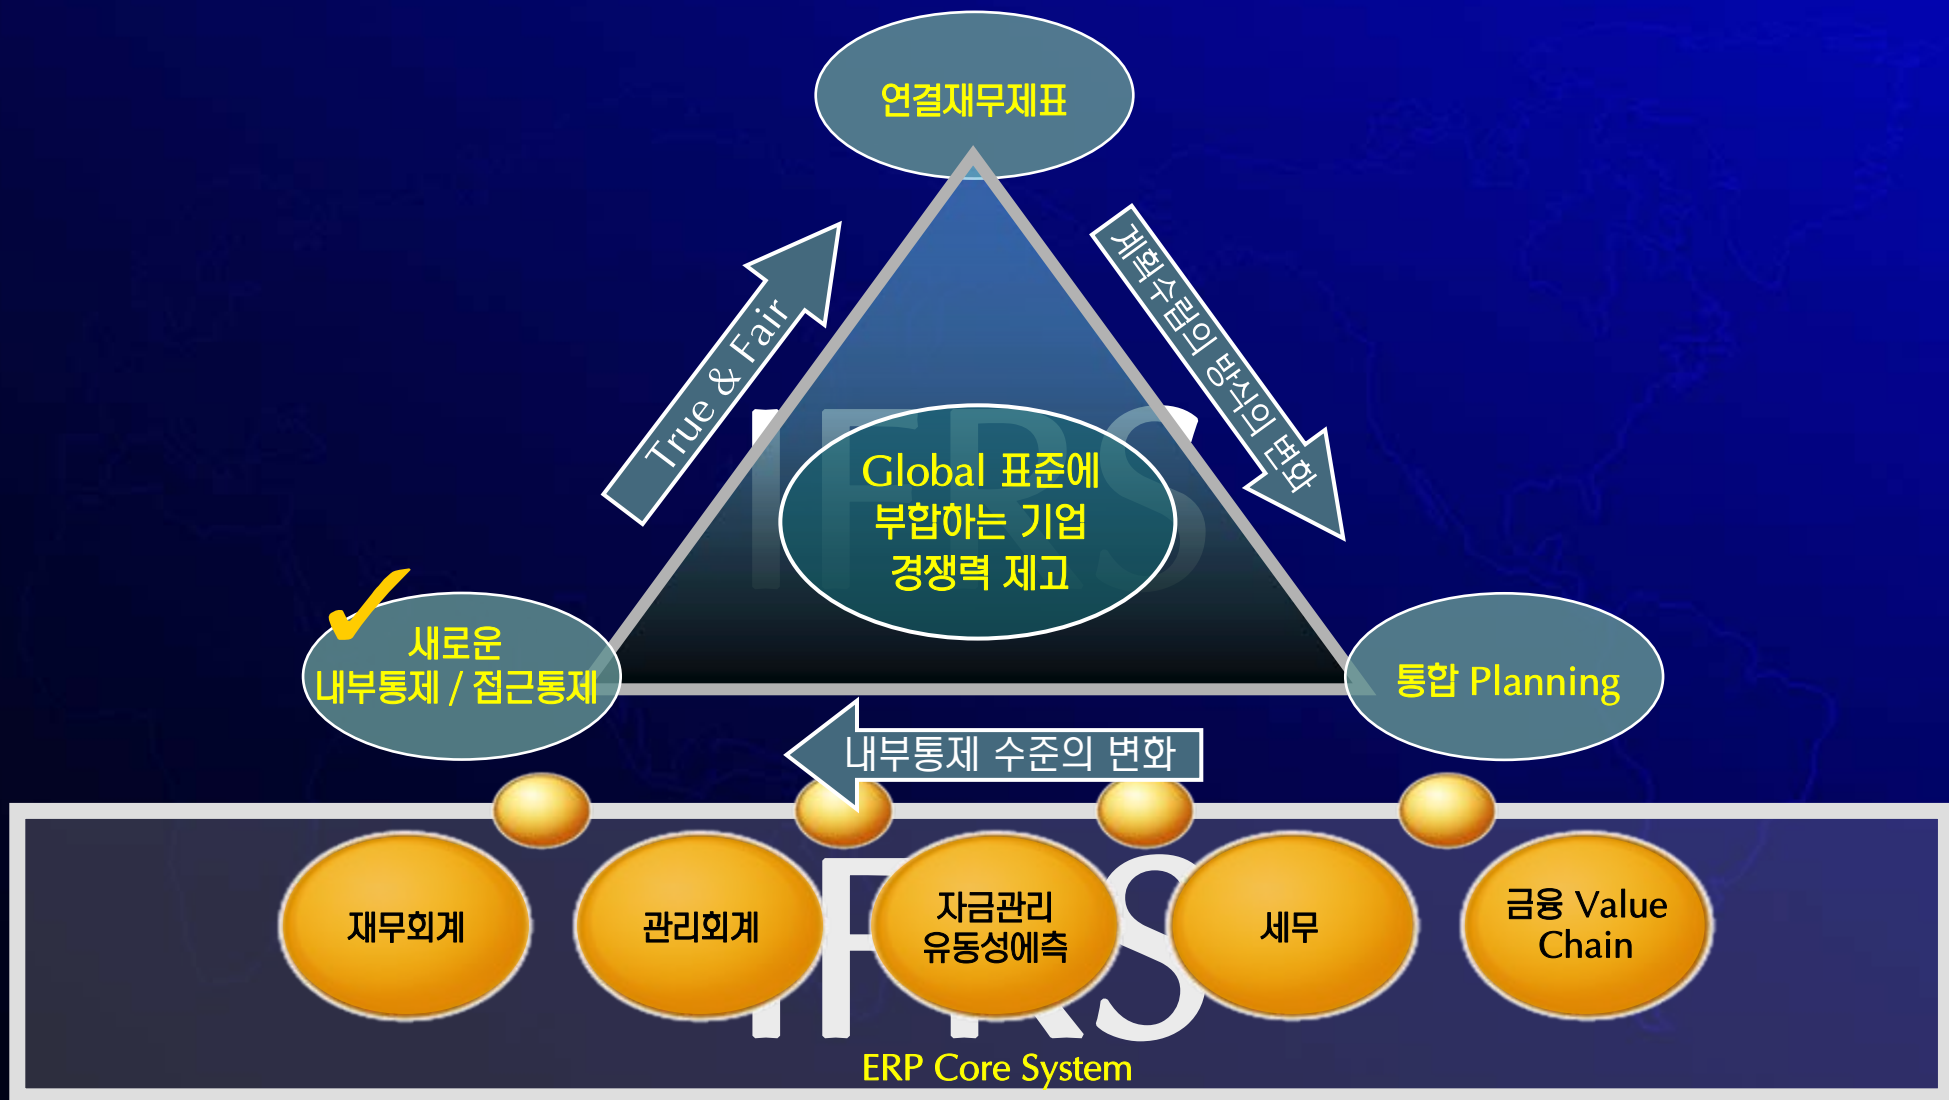 연결재무제표
True & Fair
계획수립의 방식의 변화
IFRS
Global 표준에
부합하는 기업
경쟁력 제고
새로운
내부통제 / 접근통제
통합 Planning
내부통제 수준의 변화
재무회계
관리회계
자금관리
유동성에측
세무
금융 Value
Chain
IFRS
ERP Core System